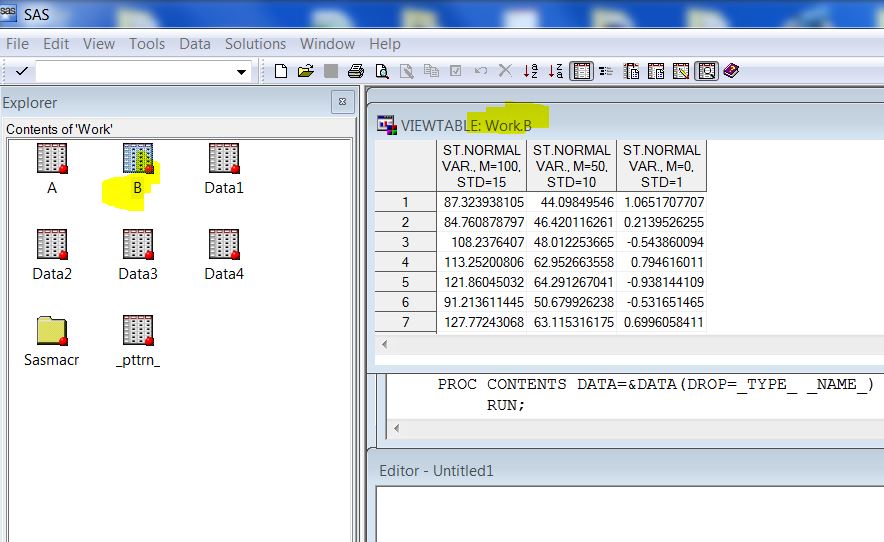 sas SAS
File Edit View Tools Data Solutions Window Help
Explorer
Contents of 'Work'
A B Data1
Data2 Data3 Data4
Sasmacr _pttrn_
VIEWTABLE: Work.B
ST.NORMAL VAR., M=100, STD=15 ST.NORMAL VAR., M=50, STD=10 ST.NORMAL VAR., M=0, STD=1
1 87.323938105 44.09849546 1.0651707707
2 84.760878797 46.420116261 0.2139526255
3 108.2376407 48.012253665 -0.543860094
4 113.25200806 62.952663558 0.794616011
5 121.86045032 64.291267041 -0.938144109
6 91.213611445 50.679926238 -0.531651465
7 127.77243068 63.115316175 0.6996058411
PROC CONTENTS DATA=&DATA(DROP=_TYPE_ _NAME_)
RUN;
Editor - Untitled1